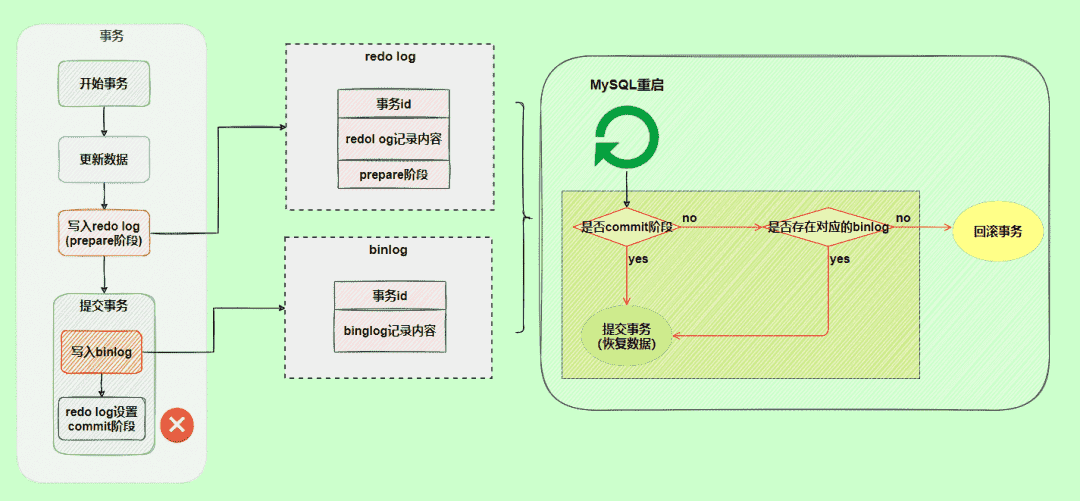 事务
开始事务
更新数据
写入redo log
(prepare阶段)
提交事务
写入binlog
redo log设置
commit阶段
redo log
事务id
redol og记录内容
prepare阶段
binlog
事务id
binglog记录内容
MySQL重启
是否commit阶段
no
是否存在对应的binlog
no
回滚事务
yes
yes
提交事务
(恢复数据)